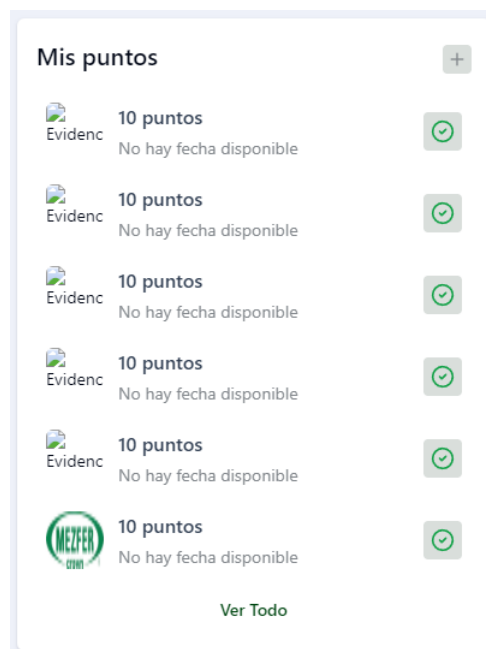 Mis puntos
Evidenc
10 puntos
No hay fecha disponible
Evidenc
10 puntos
No hay fecha disponible
Evidenc
10 puntos
No hay fecha disponible
Evidenc
10 puntos
No hay fecha disponible
Evidenc
10 puntos
No hay fecha disponible
MEZFER
crown
10 puntos
No hay fecha disponible
Ver Todo